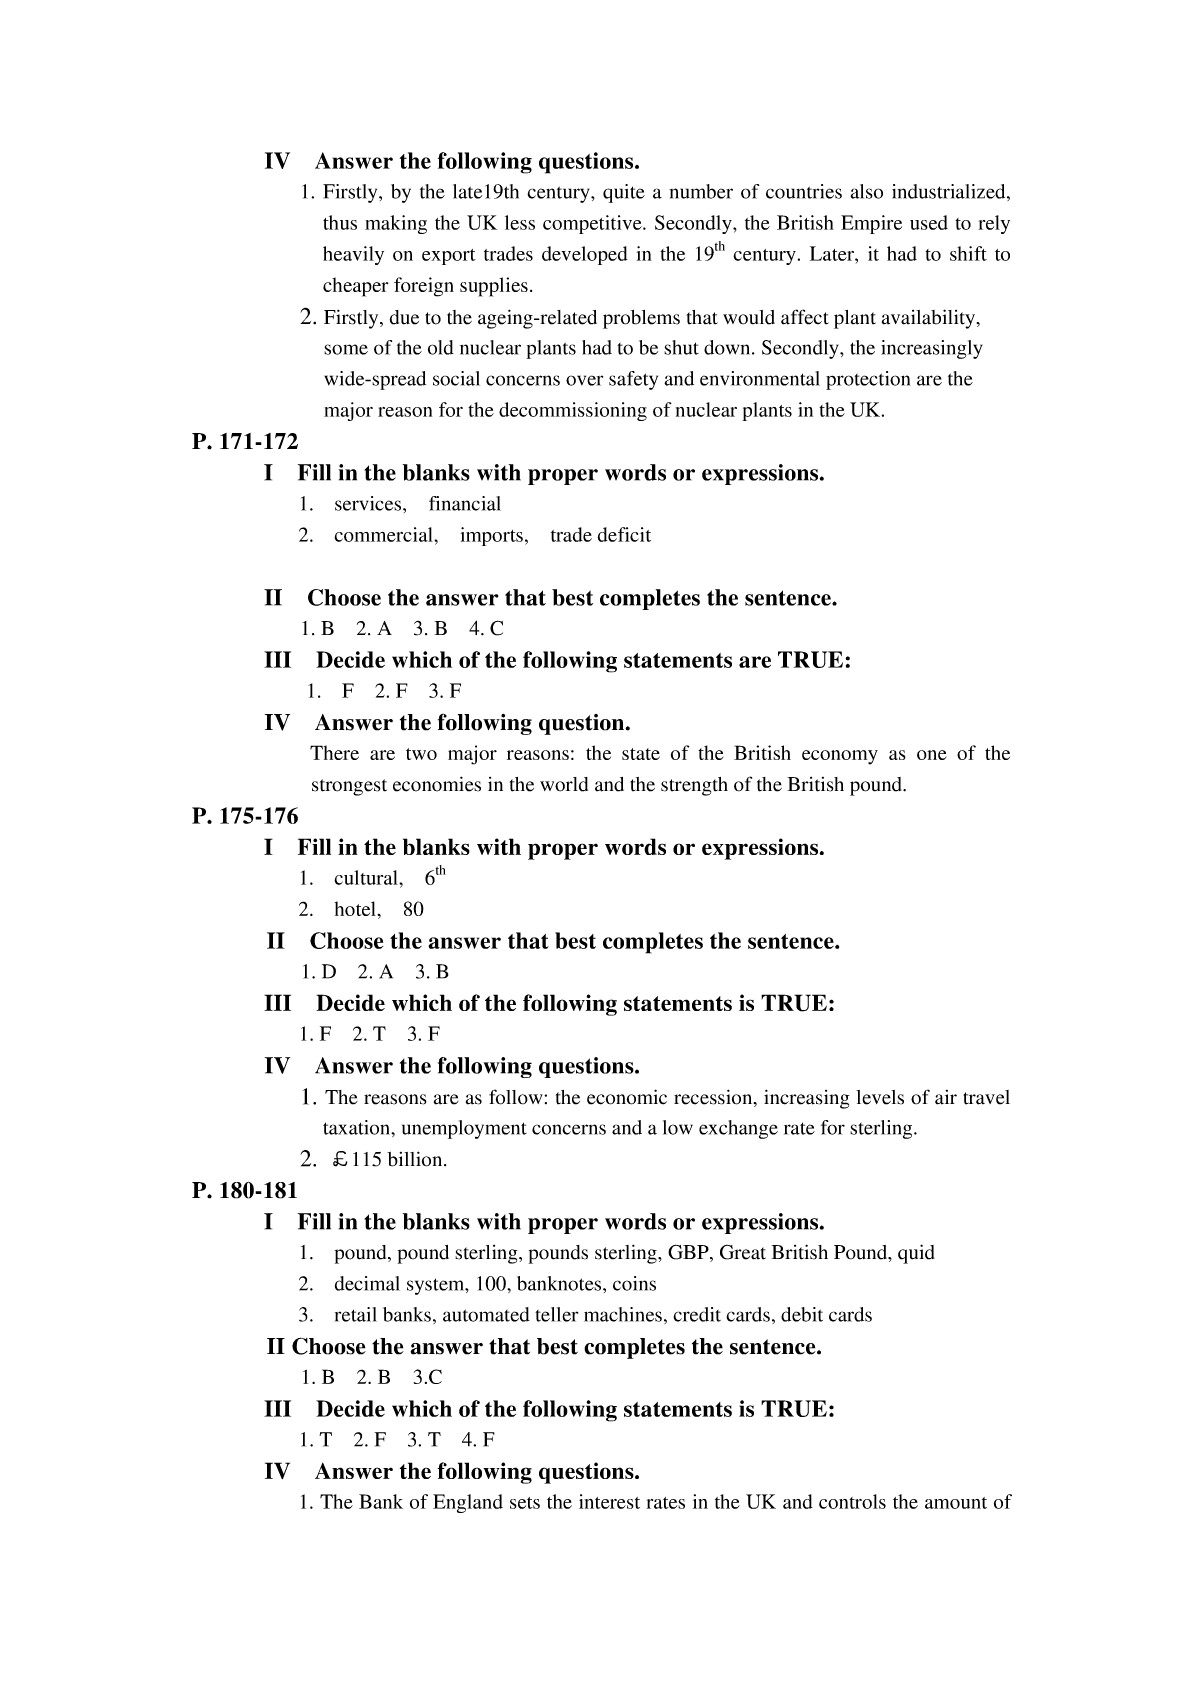 IV Answer the following questions.
1. Firstly, by the late19th century, quite a number of countries also industrialized,
thus making the UK less competitive. Secondly, the British Empire used to rely
heavily on export trades developed in the 19th century. Later, it had to shift to
cheaper foreign supplies.
2. Firstly, due to the ageing-related problems that would affect plant availability,
some of the old nuclear plants had to be shut down. Secondly, the increasingly
wide-spread social concerns over safety and environmental protection are the
major reason for the decommissioning of nuclear plants in the UK.
P. 171-172
I Fill in the blanks with proper words or expressions.
1. services, financial
2. commercial, imports, trade deficit
II Choose the answer that best completes the sentence.
1. B 2. A 3. B 4. C
III Decide which of the following statements are TRUE:
1. F 2. F 3. F
IV Answer the following question.
There are two major reasons: the state of the British economy as one of the
strongest economies in the world and the strength of the British pound.
P. 175-176
I Fill in the blanks with proper words or expressions.
1. cultural, 6th
2. hotel, 80
II Choose the answer that best completes the sentence.
1. D 2. A 3. B
III Decide which of the following statements is TRUE:
1. F 2. T 3. F
IV Answer the following questions.
1. The reasons are as follow: the economic recession, increasing levels of air travel
taxation, unemployment concerns and a low exchange rate for sterling.
2. £115 billion.
P. 180-181
I Fill in the blanks with proper words or expressions.
1. pound, pound sterling, pounds sterling, GBP, Great British Pound, quid
2. decimal system, 100, banknotes, coins
3. retail banks, automated teller machines, credit cards, debit cards
II Choose the answer that best completes the sentence.
1. B 2. B 3.C
III Decide which of the following statements is TRUE:
1. T 2. F 3. T 4. F
IV Answer the following questions.
1. The Bank of England sets the interest rates in the UK and controls the amount of